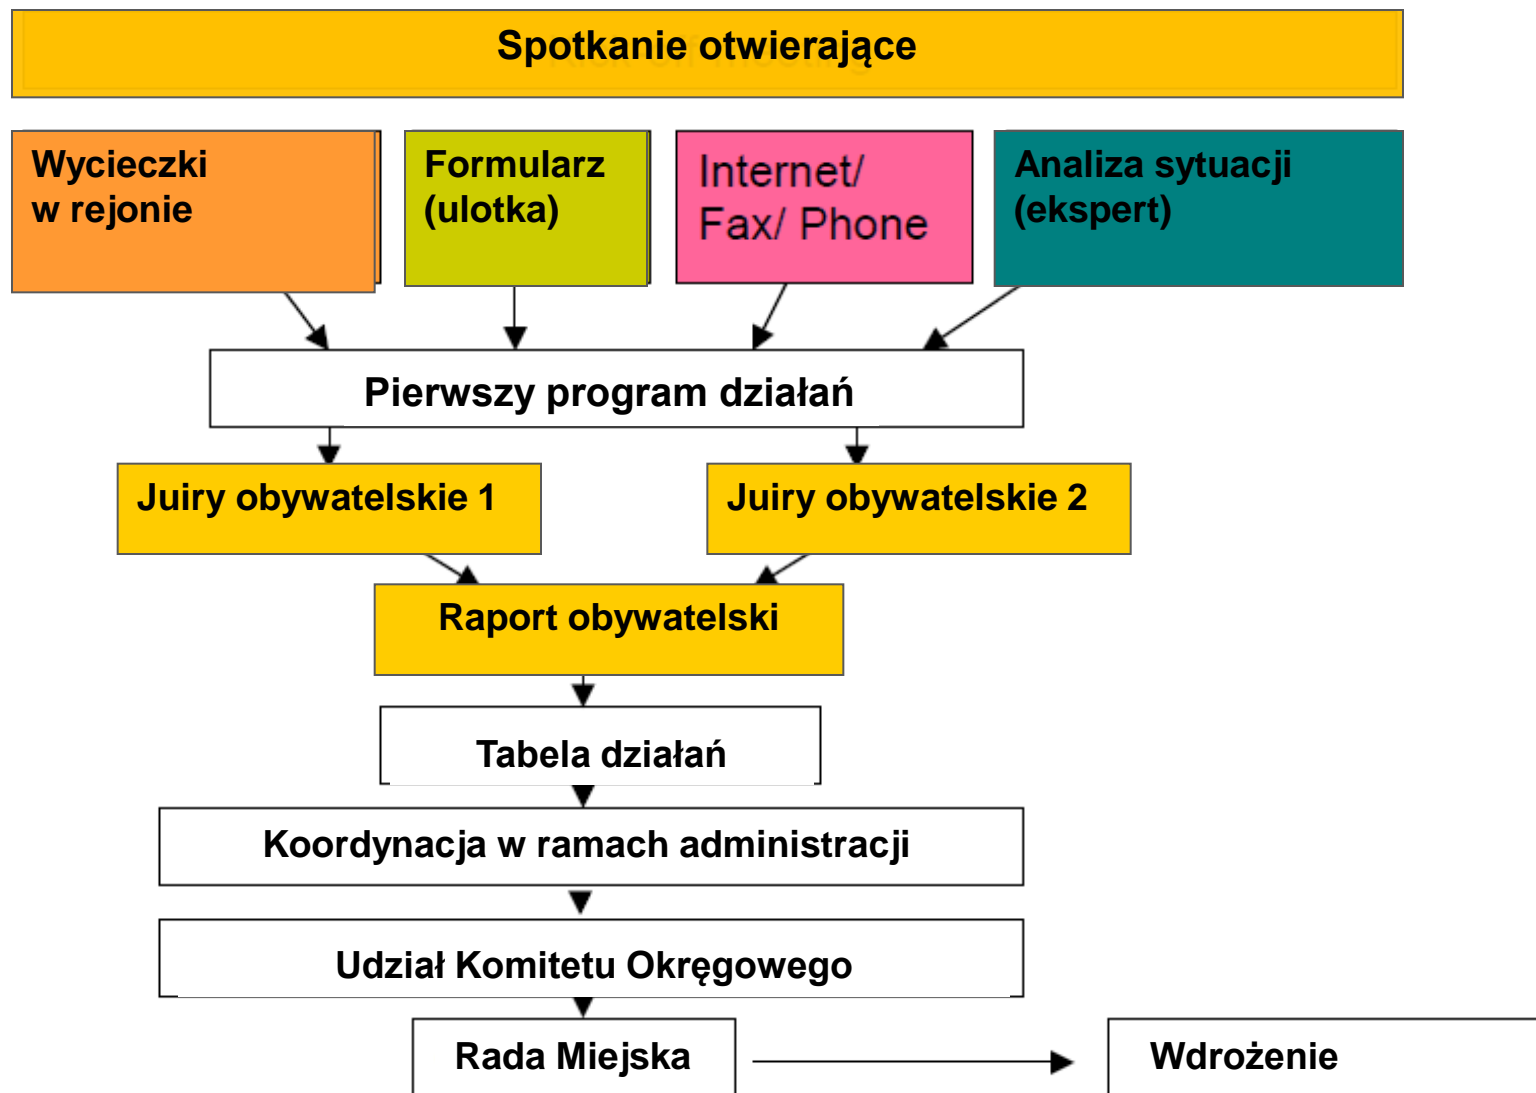 Spotkanie otwierające
Wycieczki
w rejonie
Formularz
(ulotka)
Internet/
Fax/ Phone
Analiza sytuacji
(ekspert)
Pierwszy program działań
Juiry obywatelskie 1
Juiry obywatelskie 2
Raport obywatelski
Tabela działań
Koordynacja w ramach administracji
Udział Komitetu Okręgowego
Rada Miejska
Wdrożenie